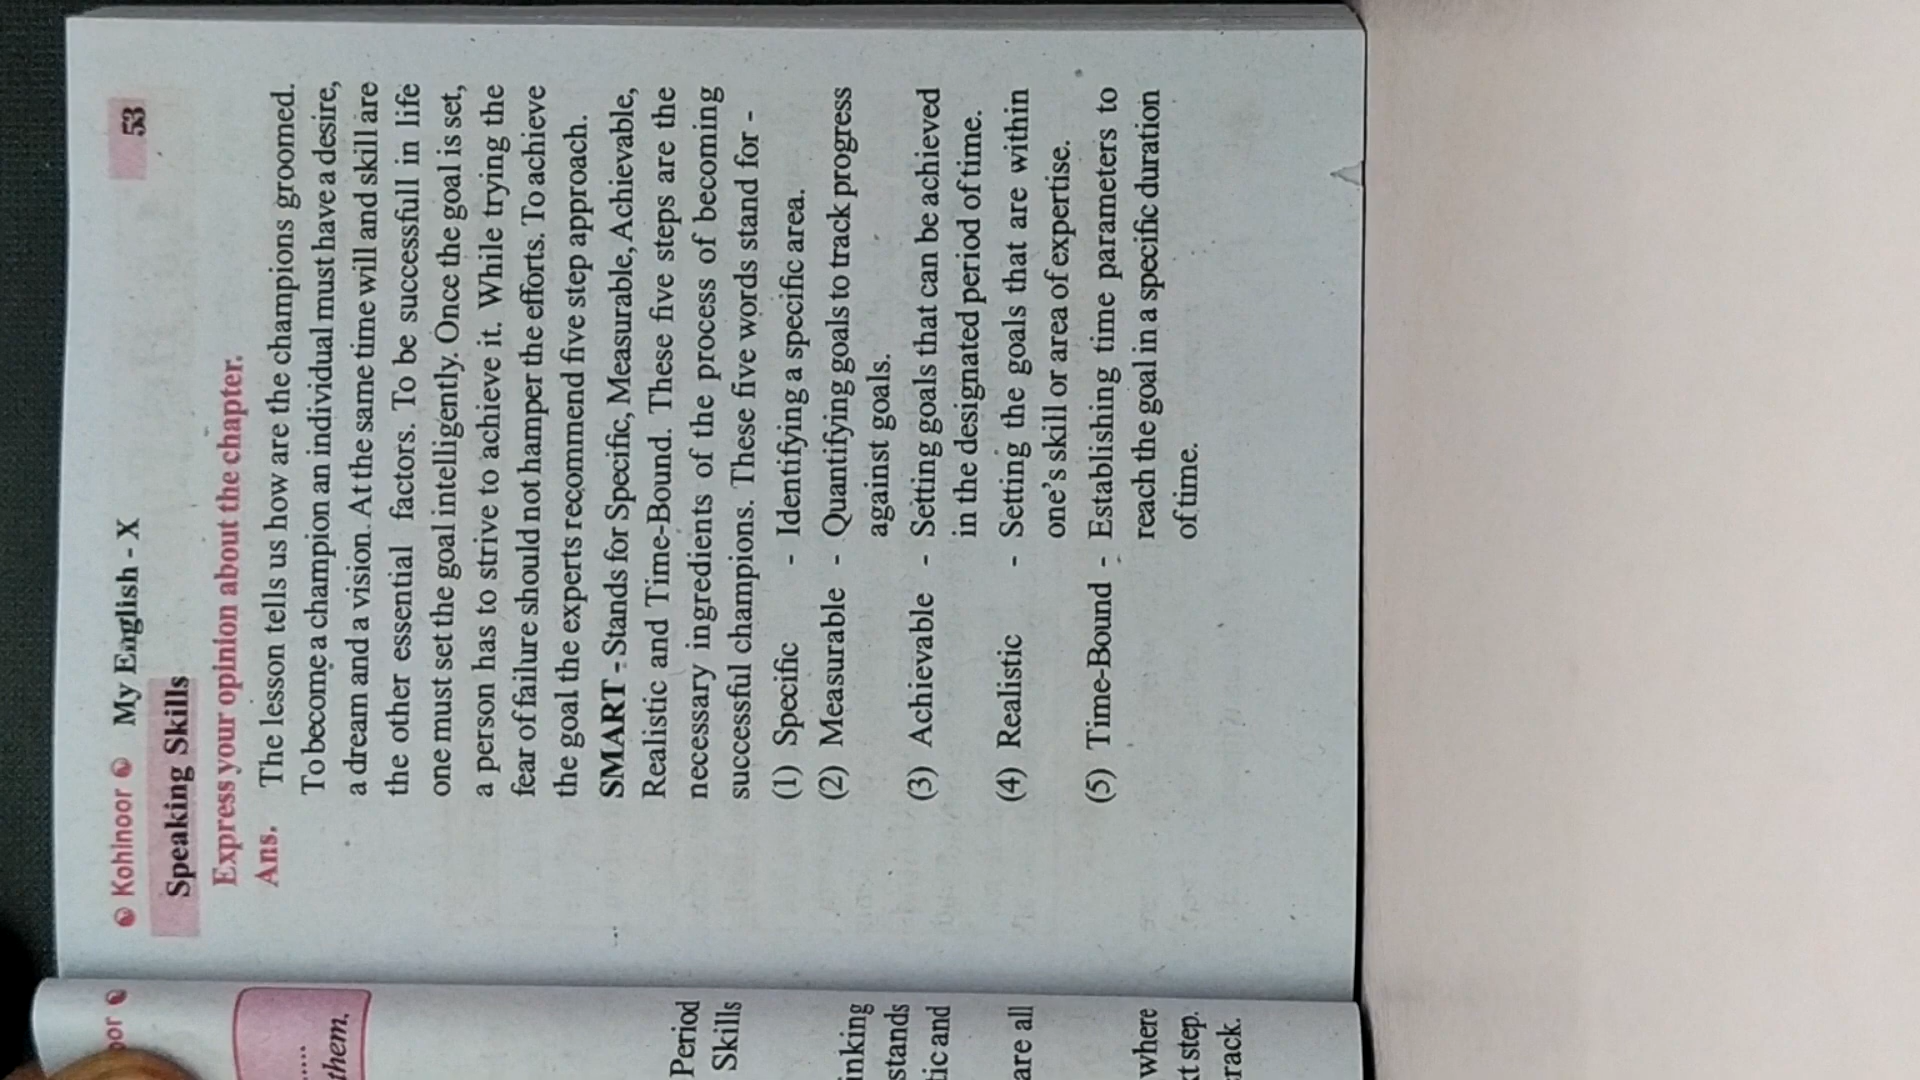 Kohinoor My English - X 53
Speaking Skills
Express your opinion about the chapter.
Ans. The lesson tells us how are the champions groomed.
To become a champion an individual must have a desire,
a dream and a vision. At the same time will and skill are
the other essential factors. To be successfull in life
one must set the goal intelligently. Once the goal is set,
a person has to strive to achieve it. While trying the
fear of failure should not hamper the efforts. To achieve
the goal the experts recommend five step approach.
SMART - Stands for Specific, Measurable, Achievable,
Realistic and Time-Bound. These five steps are the
necessary ingredients of the process of becoming
successful champions. These five words stand for -
(1) Specific - Identifying a specific area.
(2) Measurable - Quantifying goals to track progress
against goals.
(3) Achievable - Setting goals that can be achieved
in the designated period of time.
(4) Realistic - Setting the goals that are within
one's skill or area of expertise.
(5) Time-Bound - Establishing time parameters to
reach the goal in a specific duration
of time.
them.
Period
Skills
stands
are all
where